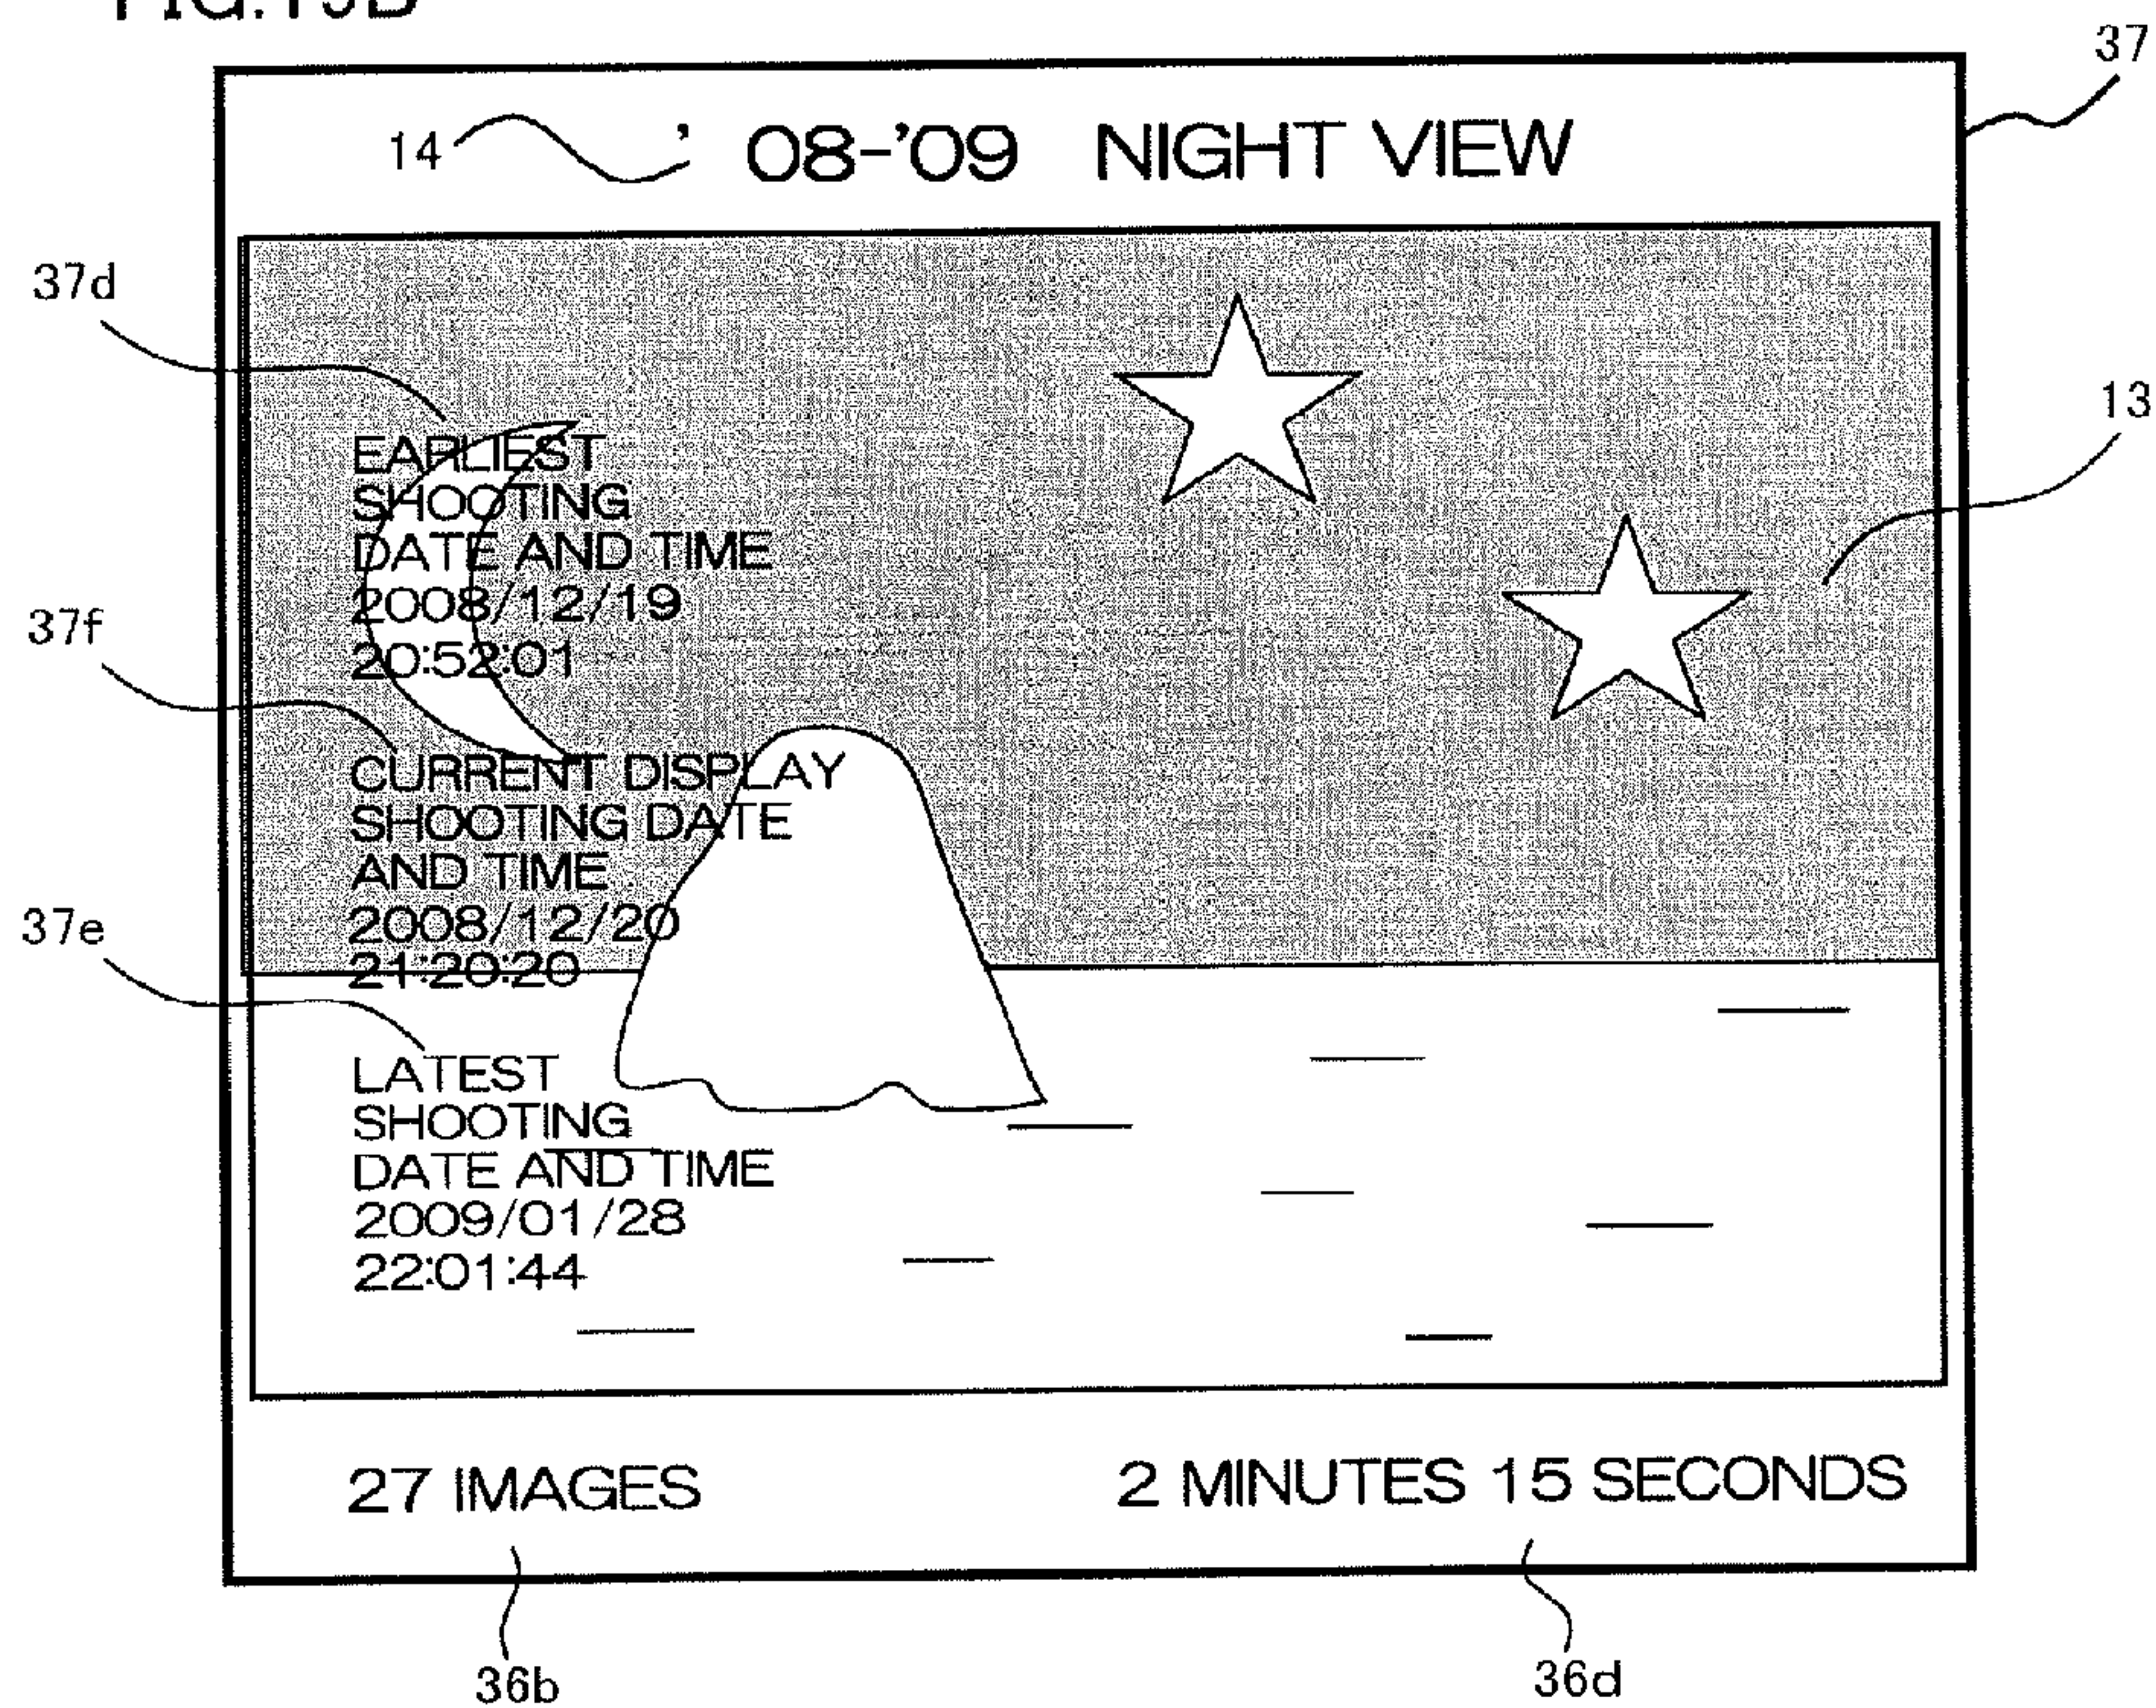 37
14 ' 08-'09 NIGHT VIEW
37d
13
EARLIEST
SHOOTING
DATE AND TIME
2008/12/19
20:52:01
37f
CURRENT DISPLAY
SHOOTING DATE
AND TIME
2008/12/20
21:20:20
37e
LATEST
SHOOTING
DATE AND TIME
2009/01/28
22:01:44
27 IMAGES 2 MINUTES 15 SECONDS
36b 36d